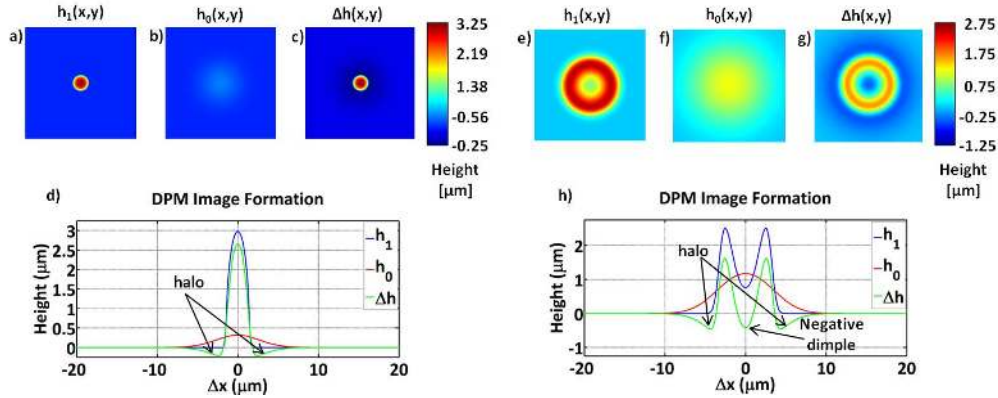 h1(x,y) h0(x,y) Δh(x,y)
a) b) c)
3.25
2.38
1.50
-0.56
-0.25
Height
[μm]
h1(x,y) h0(x,y) Δh(x,y)
e) f) g)
2.75
1.75
0.75
-0.25
-1.25
Height
[μm]
d) DPM Image Formation
Height (μm)
3
2.5
2
1.5
1
0.5
0
-20 -10 0 10 20
Δx (μm)
halo
h1
h0
Δh
h) DPM Image Formation
Height (μm)
2
1
0
-1
-20 -10 0 10 20
Δx (μm)
halo
Negative
dimple
h1
h0
Δh